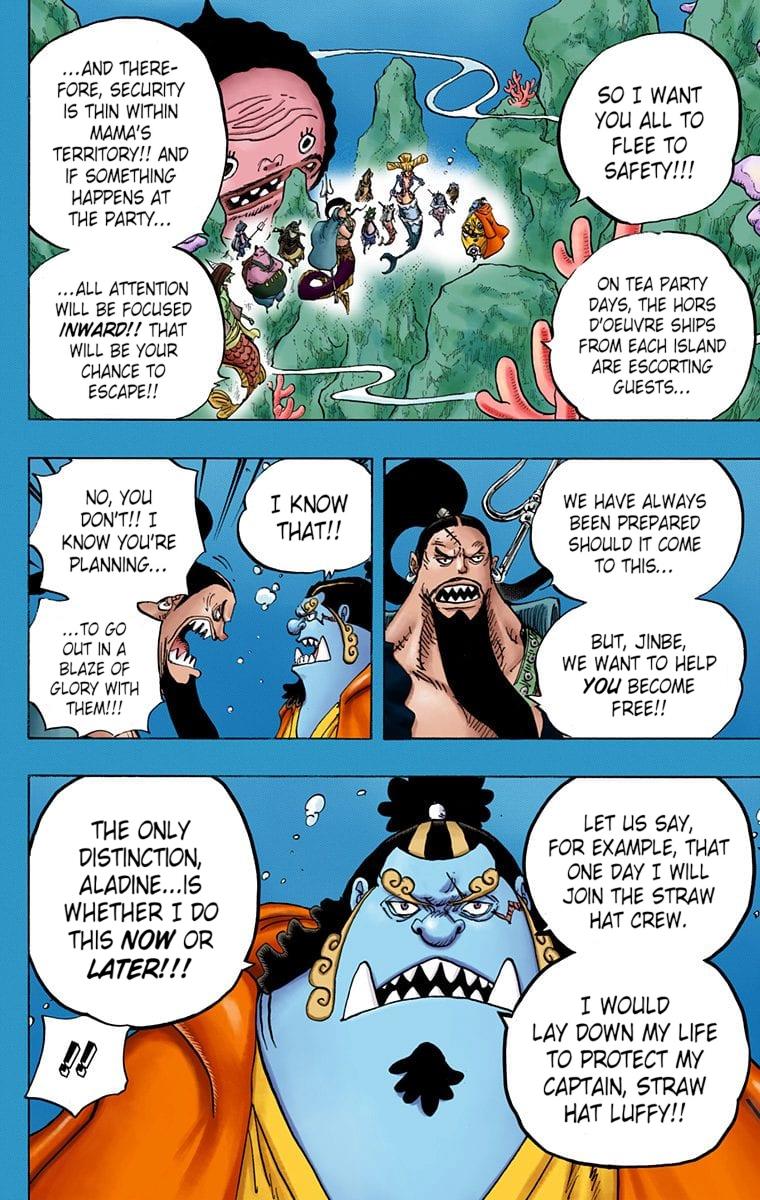 SO I WANT
YOU ALL TO
FLEE TO
SAFETY!!!
ON TEA PARTY
DAYS, THE HORS
D'OEUVRE SHIPS
FROM EACH ISLAND
ARE ESCORTING
GUESTS...
...AND THERE-
FORE, SECURITY
IS THIN WITHIN
MAMA'S
TERRITORY!! AND
IF SOMETHING
HAPPENS AT
THE PARTY...
...ALL ATTENTION
WILL BE FOCUSED
INWARD!! THAT
WILL BE YOUR
CHANCE TO
ESCAPE!!
WE HAVE ALWAYS
BEEN PREPARED
SHOULD IT COME
TO THIS...
BUT, JINBE,
WE WANT TO HELP
YOU BECOME
FREE!!
I KNOW
THAT!!
NO, YOU
DON'T!! I
KNOW YOU'RE
PLANNING...
...TO GO
OUT IN A
BLAZE OF
GLORY WITH
THEM!!!
LET US SAY,
FOR EXAMPLE, THAT
ONE DAY I WILL
JOIN THE STRAW
HAT CREW.
I WOULD
LAY DOWN MY LIFE
TO PROTECT MY
CAPTAIN, STRAW
HAT LUFFY!!
THE ONLY
DISTINCTION,
ALADINE...IS
WHETHER I DO
THIS NOW OR
LATER!!!
!!